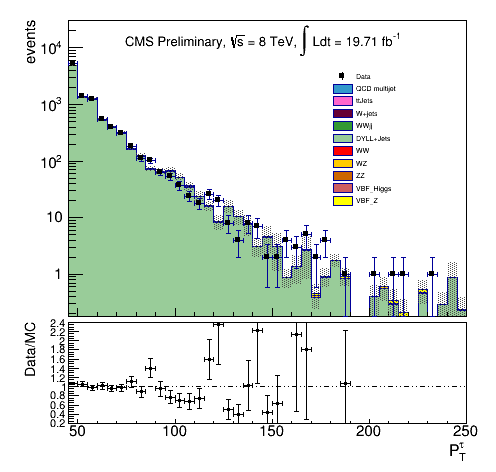 CMS Preliminary, √s = 8 TeV, ∫ Ldt = 19.71 fb⁻¹
events
10⁴
10³
10²
10
1
Data
QCD multijet
ttJets
W+jets
WWjj
DYLL+Jets
WW
WZ
ZZ
VBF_Higgs
VBF_Z
Data/MC
2.4
2.2
2
1.8
1.6
1.4
1.2
1
0.8
0.6
0.4
0.2
50 100 150 200 250
P_T^τ